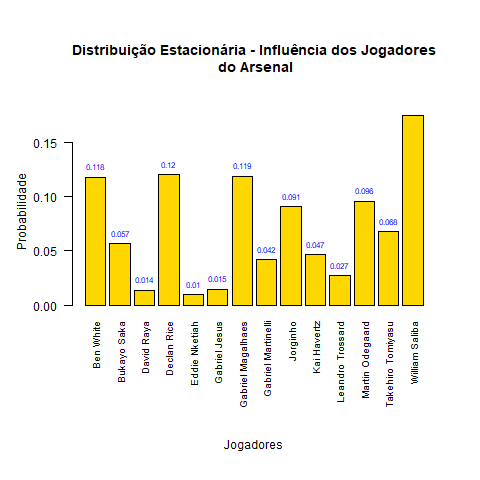 Distribuição Estacionária - Influência dos Jogadores
do Arsenal
Probabilidade
0.15
0.10
0.05
0.00
0.118
0.057
0.014
0.12
0.01
0.015
0.119
0.042
0.091
0.047
0.027
0.096
0.068
Ben White
Bukayo Saka
David Raya
Declan Rice
Eddie Nketiah
Gabriel Jesus
Gabriel Magalhaes
Gabriel Martinelli
Jorginho
Kai Havertz
Leandro Trossard
Martin Odegaard
Takehiro Tomiyasu
William Saliba
Jogadores